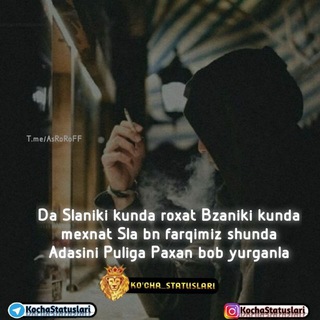 T.me/AsRoRoFF
Da Slaniki kunda roxat Bzaniki kunda
mexnat Sla bn farqimiz shunda
Adasini Puliga Paxan bob yurganla
KO'CHA_STATUSLARI
KochaStatuslari
KochaStatuslari